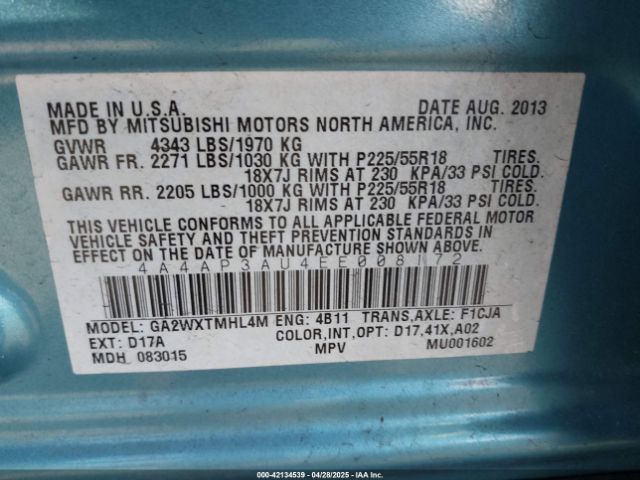 MADE IN U.S.A. DATE AUG. 2013
MFD BY MITSUBISHI MOTORS NORTH AMERICA, INC.
GVWR 4343 LBS/1970 KG
GAWR FR. 2271 LBS/1030 KG WITH P225/55R18 TIRES.
18X7J RIMS AT 230 KPA/33 PSI COLD.
GAWR RR. 2205 LBS/1000 KG WITH P225/55R18 TIRES.
18X7J RIMS AT 230 KPA/33 PSI COLD.
THIS VEHICLE CONFORMS TO ALL APPLICABLE FEDERAL MOTOR
VEHICLE SAFETY AND THEFT PREVENTION STANDARDS IN
EFFECT ON THE DATE OF MANUFACTURE SHOWN ABOVE.
MODEL: GA2WXTMHL4M ENG: 4B11 TRANS,AXLE: F1CJA
EXT: D17A COLOR,INT,OPT: D17,41X,A02
MDH 083015 MPV MU001602
000-42134539 - 04/28/2025 - IAA Inc.